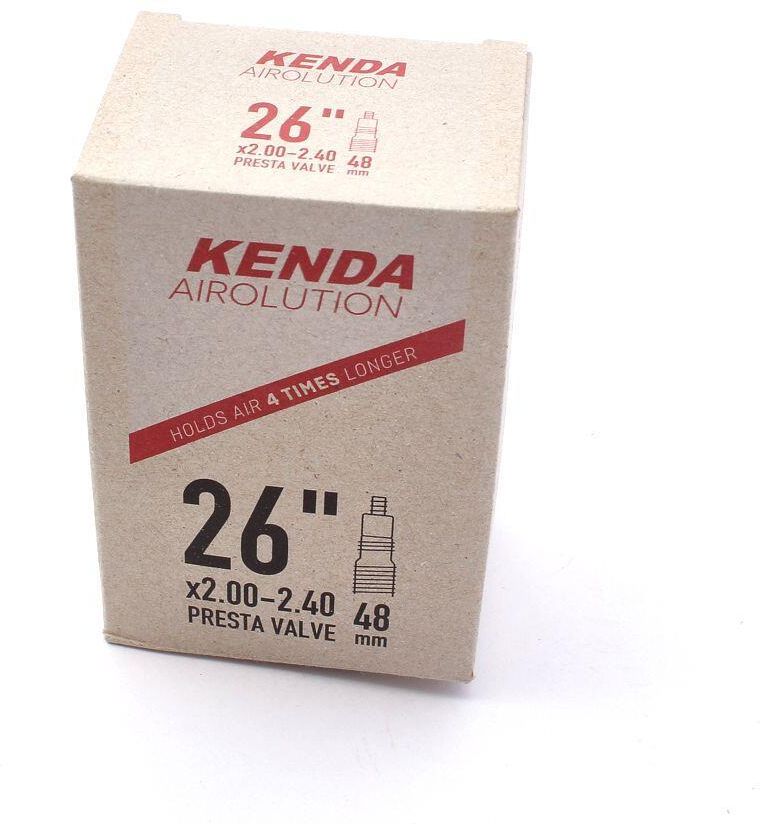 KENDA
AIROLUTION
26"
x2.00-2.40
PRESTA VALVE
48
mm
KENDA
AIROLUTION
HOLDS AIR 4 TIMES LONGER
26"
x2.00-2.40
PRESTA VALVE
48
mm